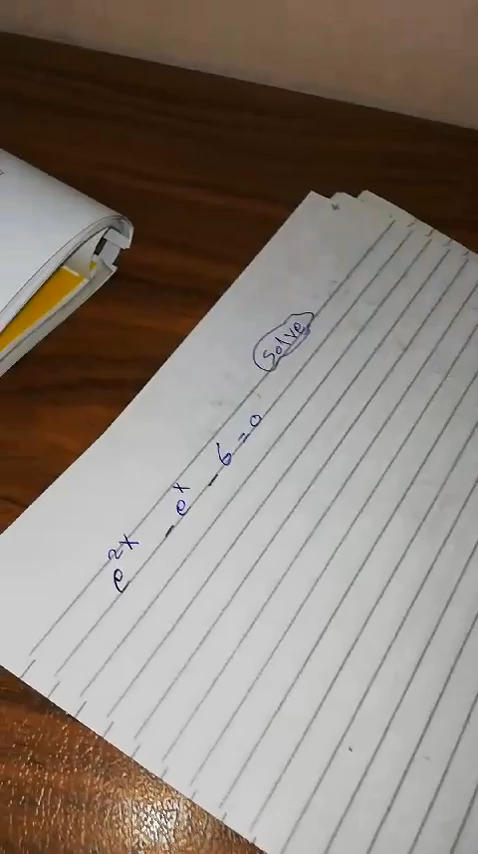 Solve
e^{2x} - e^x - 6 = 0